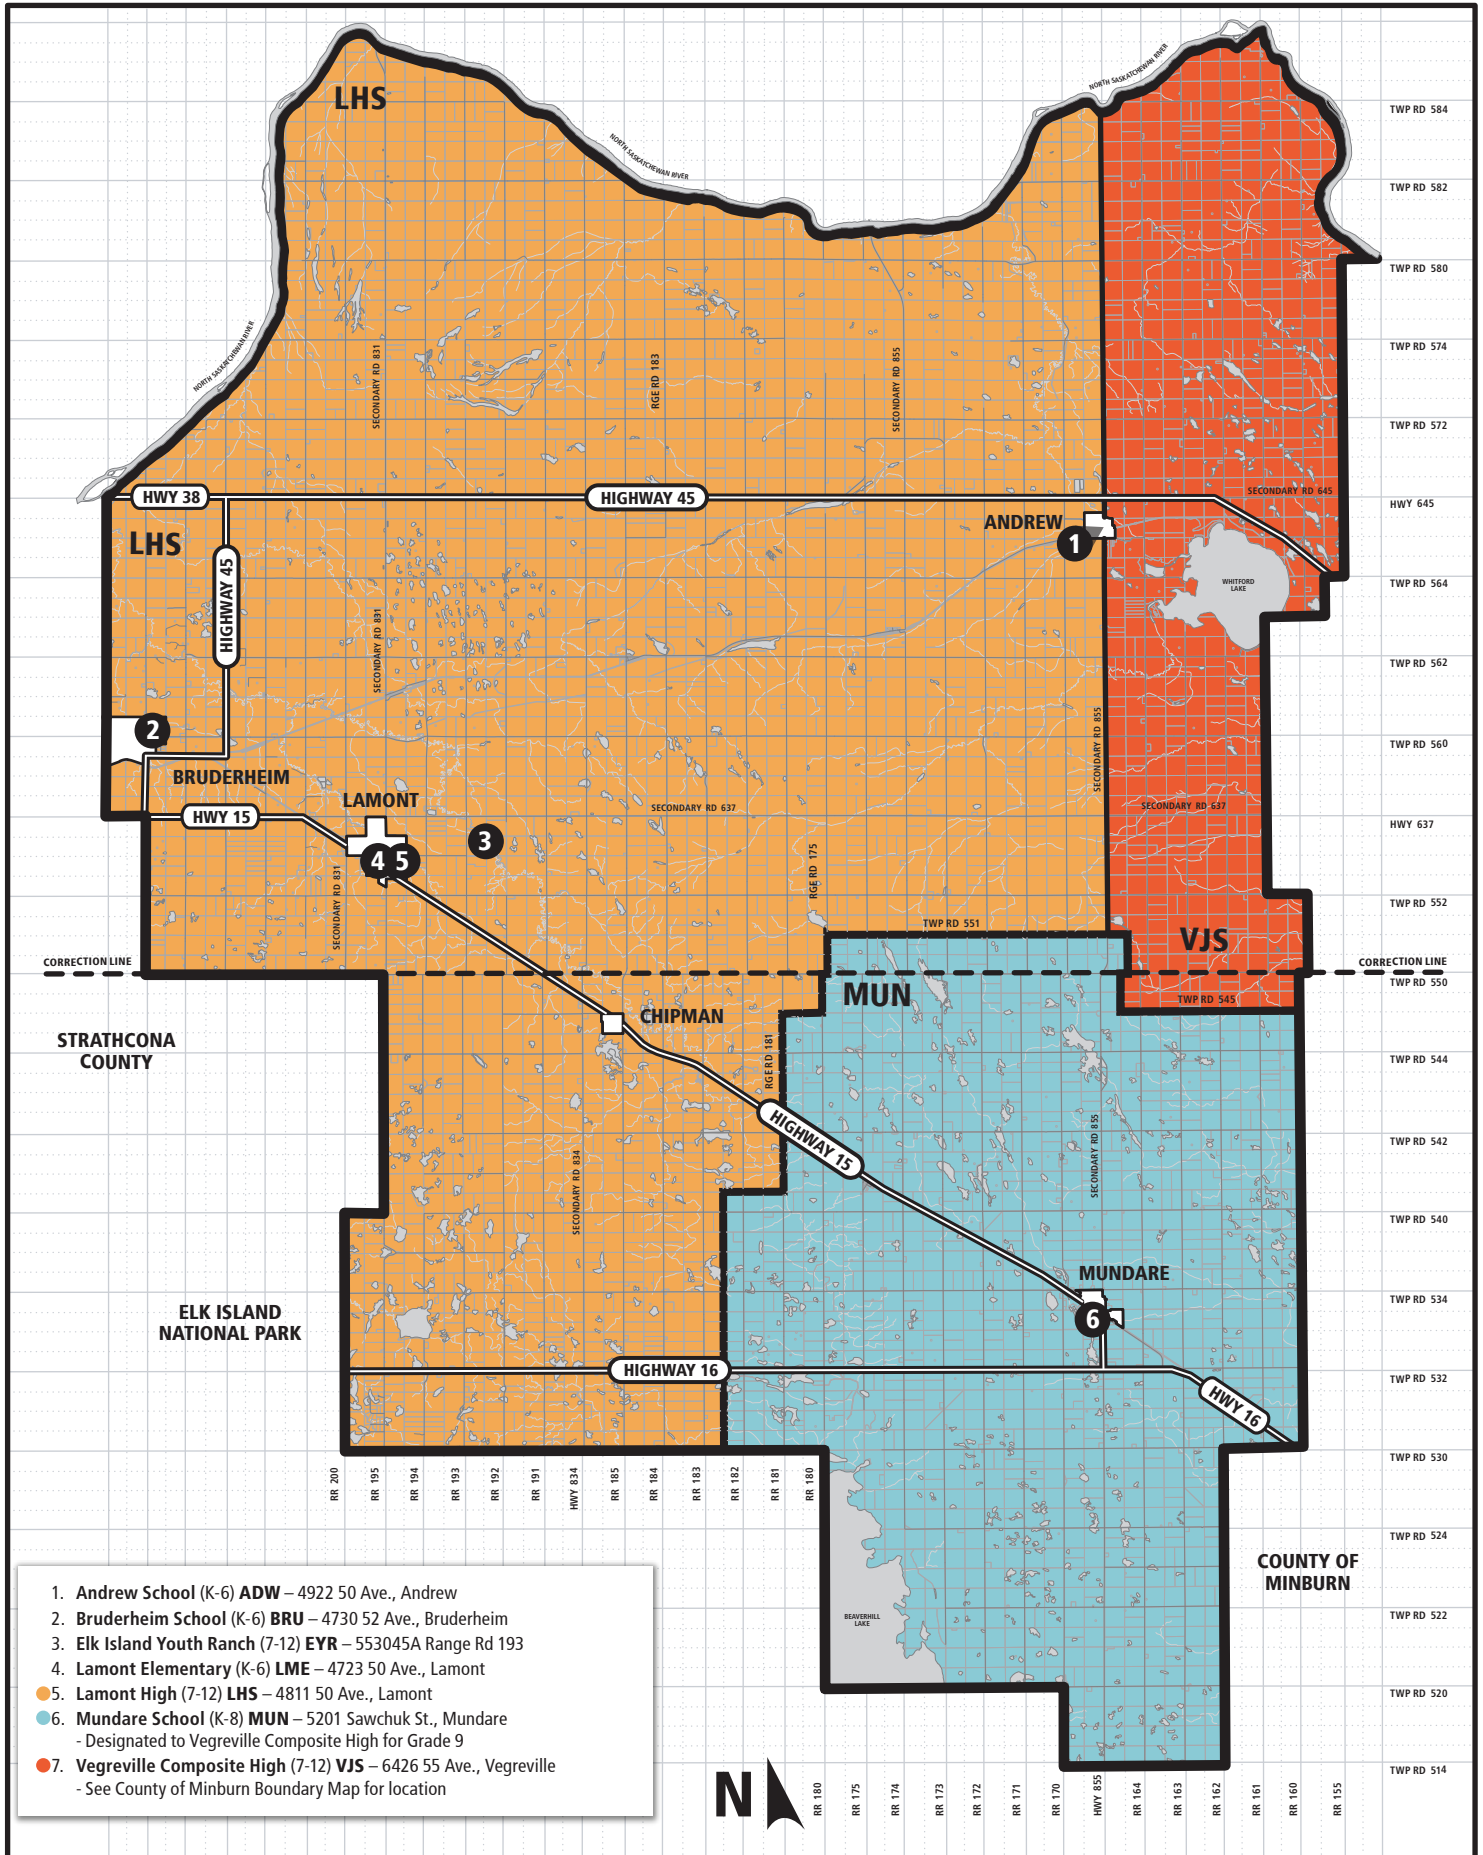 NORTH SASKATCHEWAN RIVER
LHS
TWP RD 584
NORTH SASKATCHEWAN RIVER
TWP RD 582
TWP RD 580
NORTH SASKATCHEWAN RIVER
SECONDARY RD 831
RGE RD 183
SECONDARY RD 855
TWP RD 574
TWP RD 572
HWY 38
HIGHWAY 45
SECONDARY RD 645
HWY 645
ANDREW
1
LHS
HIGHWAY 45
WHITFORD
LAKE
TWP RD 564
SECONDARY RD 831
TWP RD 562
2
SECONDARY RD 855
TWP RD 560
BRUDERHEIM
LAMONT
SECONDARY RD 637
SECONDARY RD 637
HWY 15
HWY 637
3
4
5
RGE RD 175
SECONDARY RD 831
TWP RD 552
TWP RD 551
VJS
CORRECTION LINE
CORRECTION LINE
TWP RD 550
MUN
TWP RD 545
CHIPMAN
STRATHCONA
COUNTY
RGE RD 181
TWP RD 544
HIGHWAY 15
TWP RD 542
SECONDARY RD 834
SECONDARY RD 855
TWP RD 540
MUNDARE
ELK ISLAND
NATIONAL PARK
TWP RD 534
6
HIGHWAY 16
TWP RD 532
HWY 16
TWP RD 530
RR 200
RR 195
RR 194
RR 193
RR 192
RR 191
HWY 834
RR 185
RR 184
RR 183
RR 182
RR 181
RR 180
TWP RD 524
COUNTY OF
MINBURN
BEAVERHILL
LAKE
TWP RD 522
TWP RD 520
TWP RD 514
1. Andrew School (K-6) ADW – 4922 50 Ave., Andrew
2. Bruderheim School (K-6) BRU – 4730 52 Ave., Bruderheim
3. Elk Island Youth Ranch (7-12) EYR – 553045A Range Rd 193
4. Lamont Elementary (K-6) LME – 4723 50 Ave., Lamont
5. Lamont High (7-12) LHS – 4811 50 Ave., Lamont
6. Mundare School (K-8) MUN – 5201 Sawchuk St., Mundare
- Designated to Vegreville Composite High for Grade 9
7. Vegreville Composite High (7-12) VJS – 6426 55 Ave., Vegreville
- See County of Minburn Boundary Map for location
N
RR 180
RR 175
RR 174
RR 173
RR 172
RR 171
RR 170
HWY 855
RR 164
RR 163
RR 162
RR 161
RR 160
RR 155